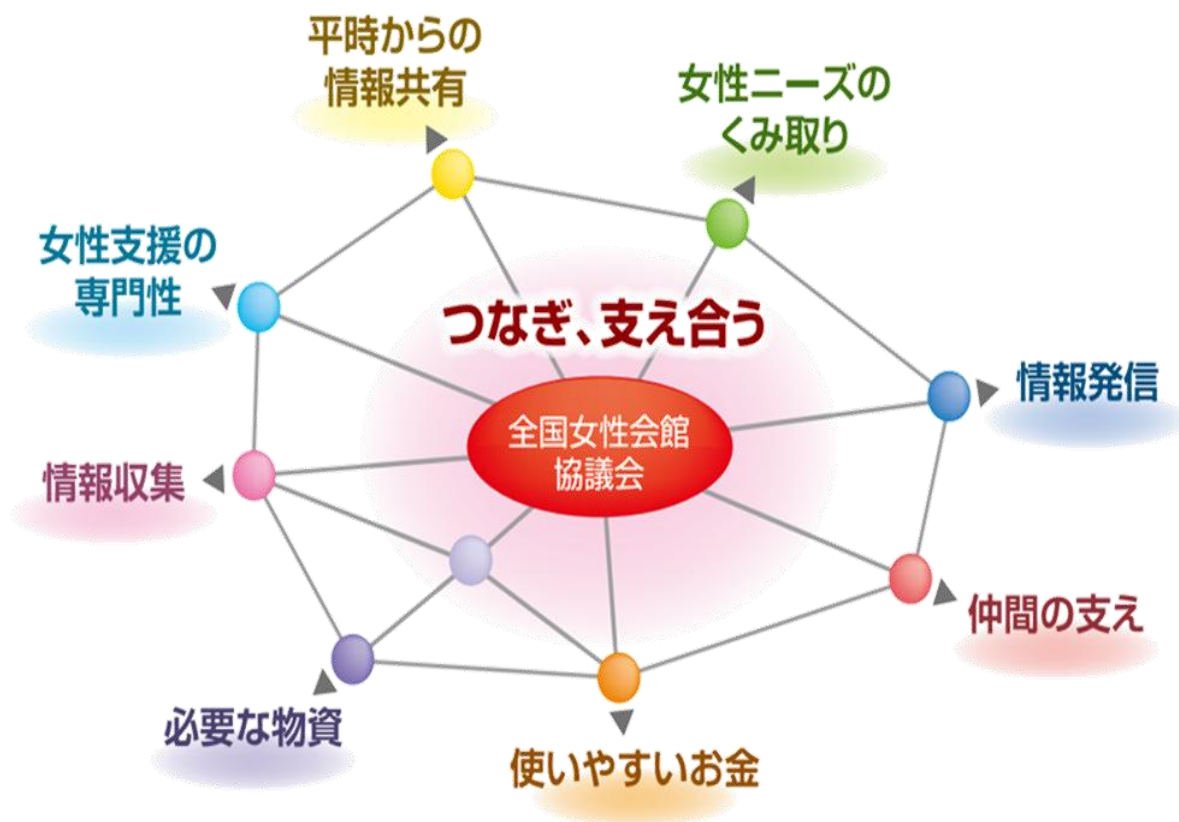 平時からの
情報共有
女性ニーズの
くみ取り
女性支援の
専門性
つなぎ、支え合う
情報発信
全国女性会館
協議会
情報収集
仲間の支え
必要な物資
使いやすいお金